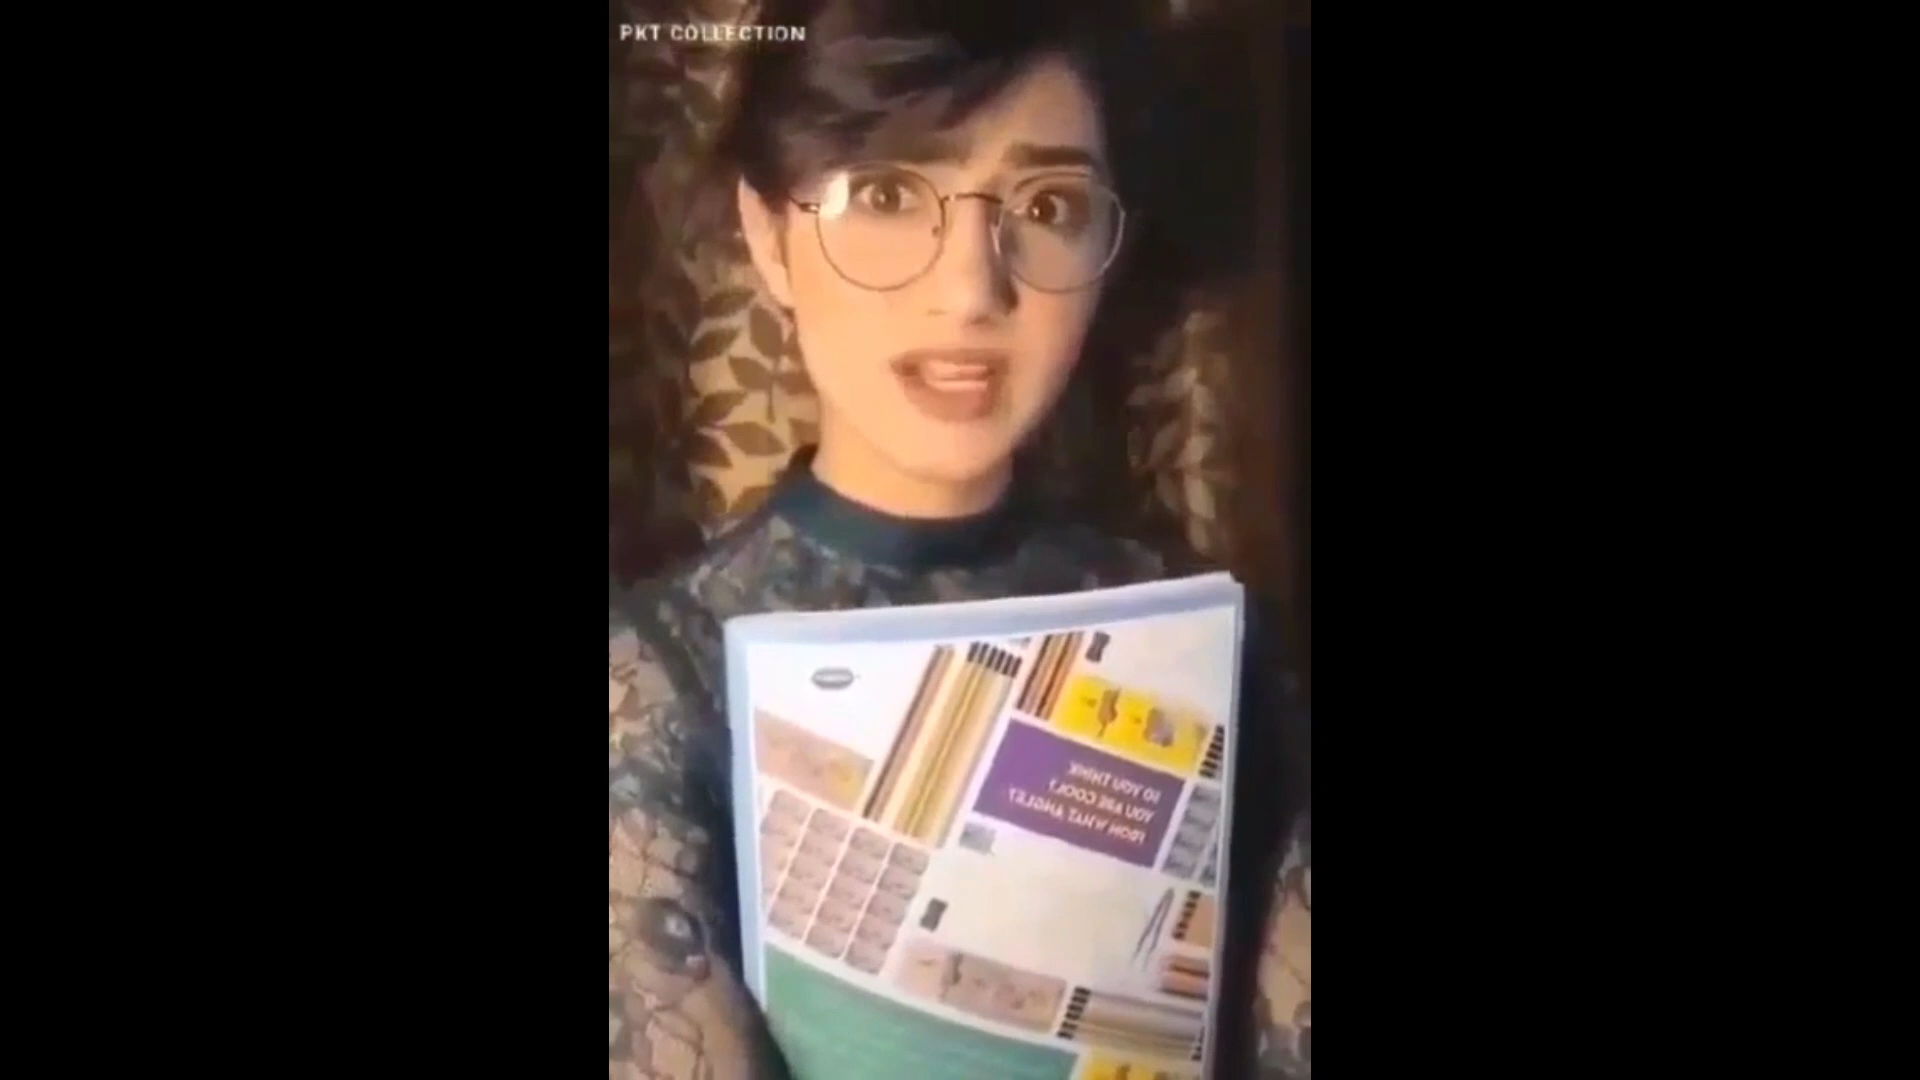 PKT COLLECTION
DO YOU THINK
YOU ARE COOL?
FROM WHAT ANGLE?